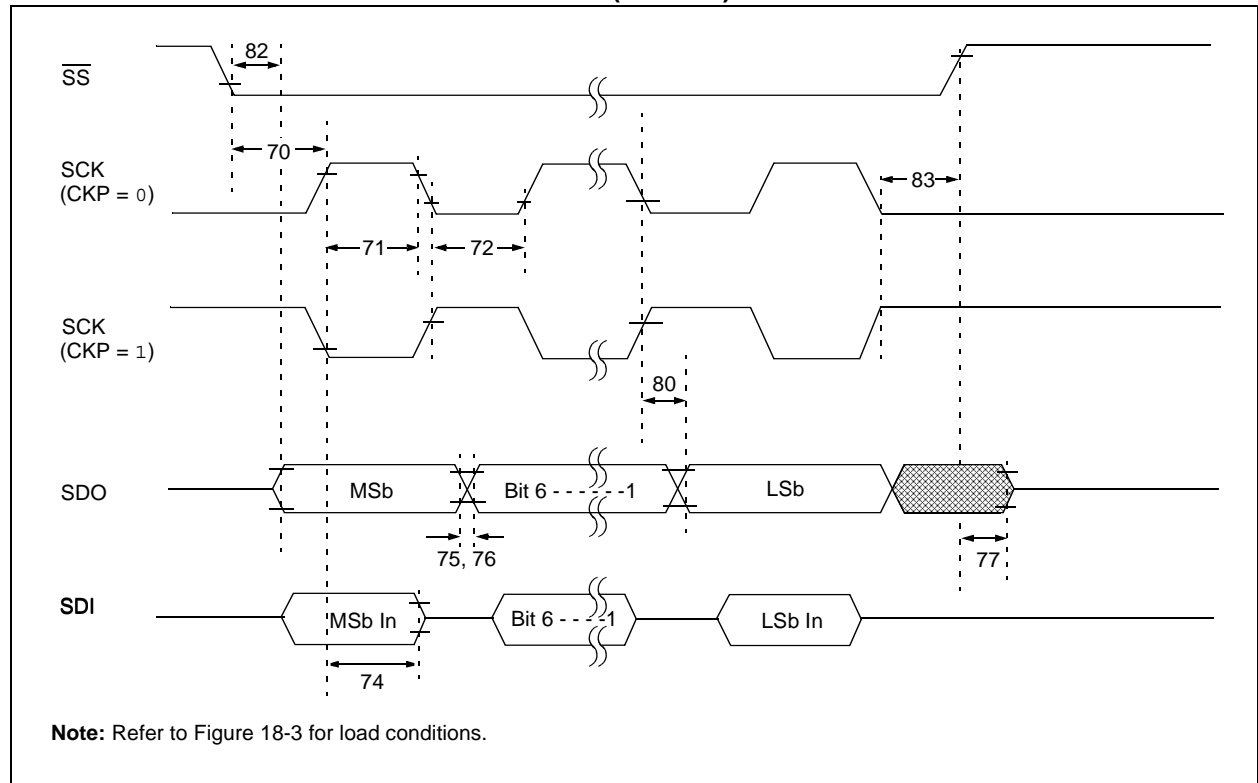 82
SS
70
SCK
(CKP = 0)
83
71
72
SCK
(CKP = 1)
80
SDO
MSb
Bit 6 - - - - - -1
LSb
75, 76
77
SDI
MSb In
Bit 6 - - - -1
LSb In
74
Note: Refer to Figure 18-3 for load conditions.